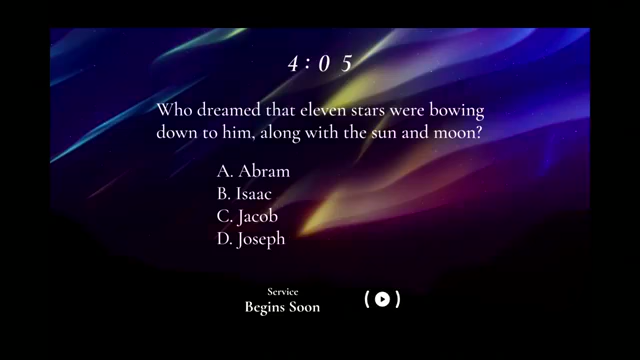 4:05
Who dreamed that eleven stars were bowing
down to him, along with the sun and moon?
A. Abram
B. Isaac
C. Jacob
D. Joseph
Service
Begins Soon